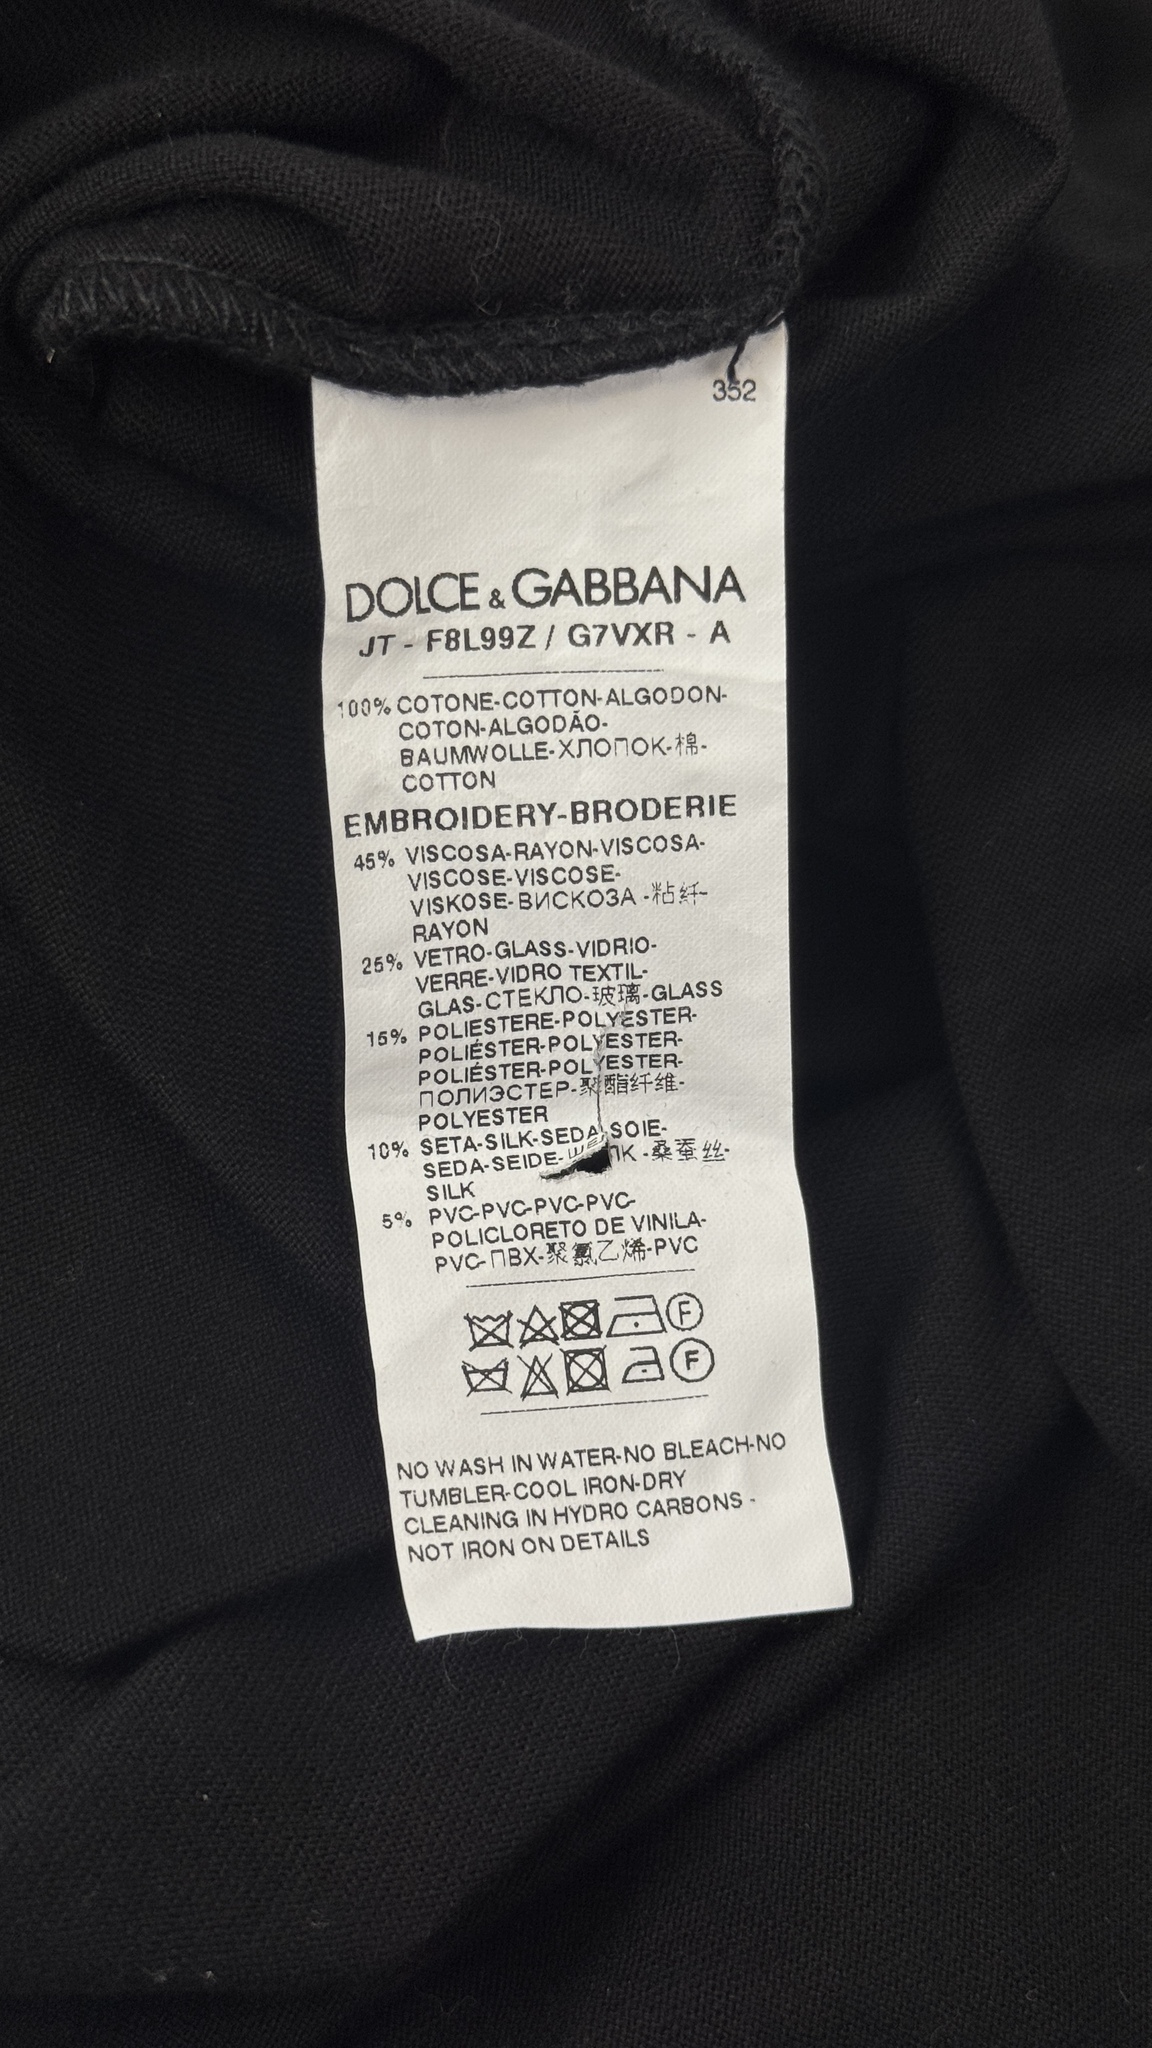 352
DOLCE & GABBANA
JT - F8L99Z / G7VXR - A
100% COTONE-COTTON-ALGODON-
COTON-ALGODÃO-
BAUMWOLLE-ХЛОПОК-棉-
COTTON
EMBROIDERY-BRODERIE
45% VISCOSA-RAYON-VISCOSA-
VISCOSE-VISCOSE-
VISKOSE-ВИСКОЗА -粘纤-
RAYON
25% VETRO-GLASS-VIDRIO-
VERRE-VIDRO TEXTIL-
GLAS-СТЕКЛО-玻璃-GLASS
15% POLIESTERE-POLYESTER-
POLIÉSTER-POLYESTER-
POLIÉSTER-POLYESTER-
ПОЛИЭСТЕР-聚酯纤维-
POLYESTER
10% SETA-SILK-SEDA-SOIE-
SEDA-SEIDE- -桑蚕丝-
SILK
5% PVC-PVC-PVC-PVC-
POLICLORETO DE VINILA-
PVC-ПВХ-聚氯乙烯-PVC
F
F
NO WASH IN WATER-NO BLEACH-NO
TUMBLER-COOL IRON-DRY
CLEANING IN HYDRO CARBONS -
NOT IRON ON DETAILS